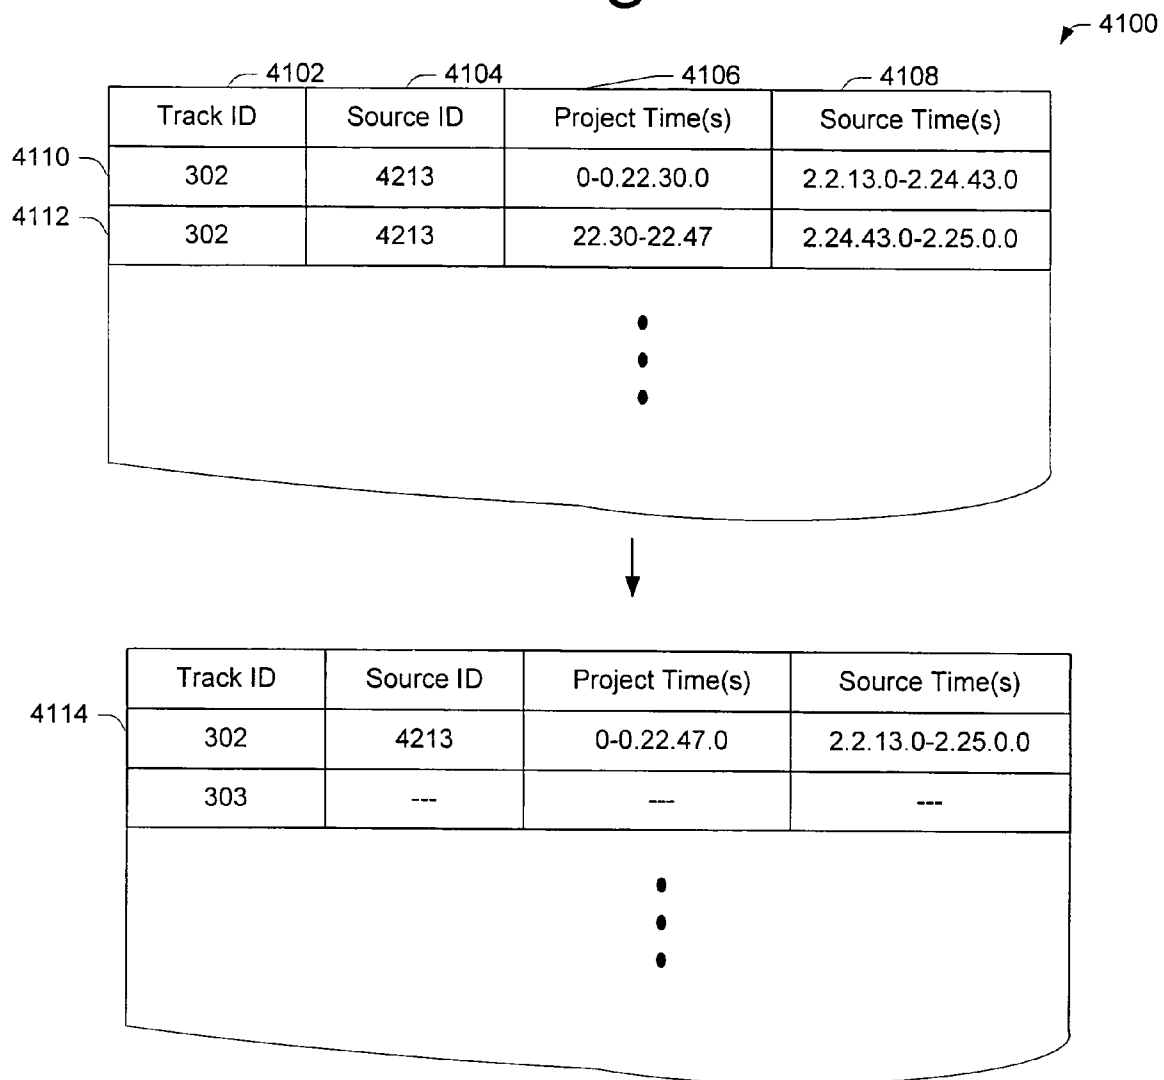 4100
4102 4104 4106 4108
Track ID Source ID Project Time(s) Source Time(s)
4110 302 4213 0-0.22.30.0 2.2.13.0-2.24.43.0
4112 302 4213 22.30-22.47 2.24.43.0-2.25.0.0
Track ID Source ID Project Time(s) Source Time(s)
4114 302 4213 0-0.22.47.0 2.2.13.0-2.25.0.0
303 --- --- ---